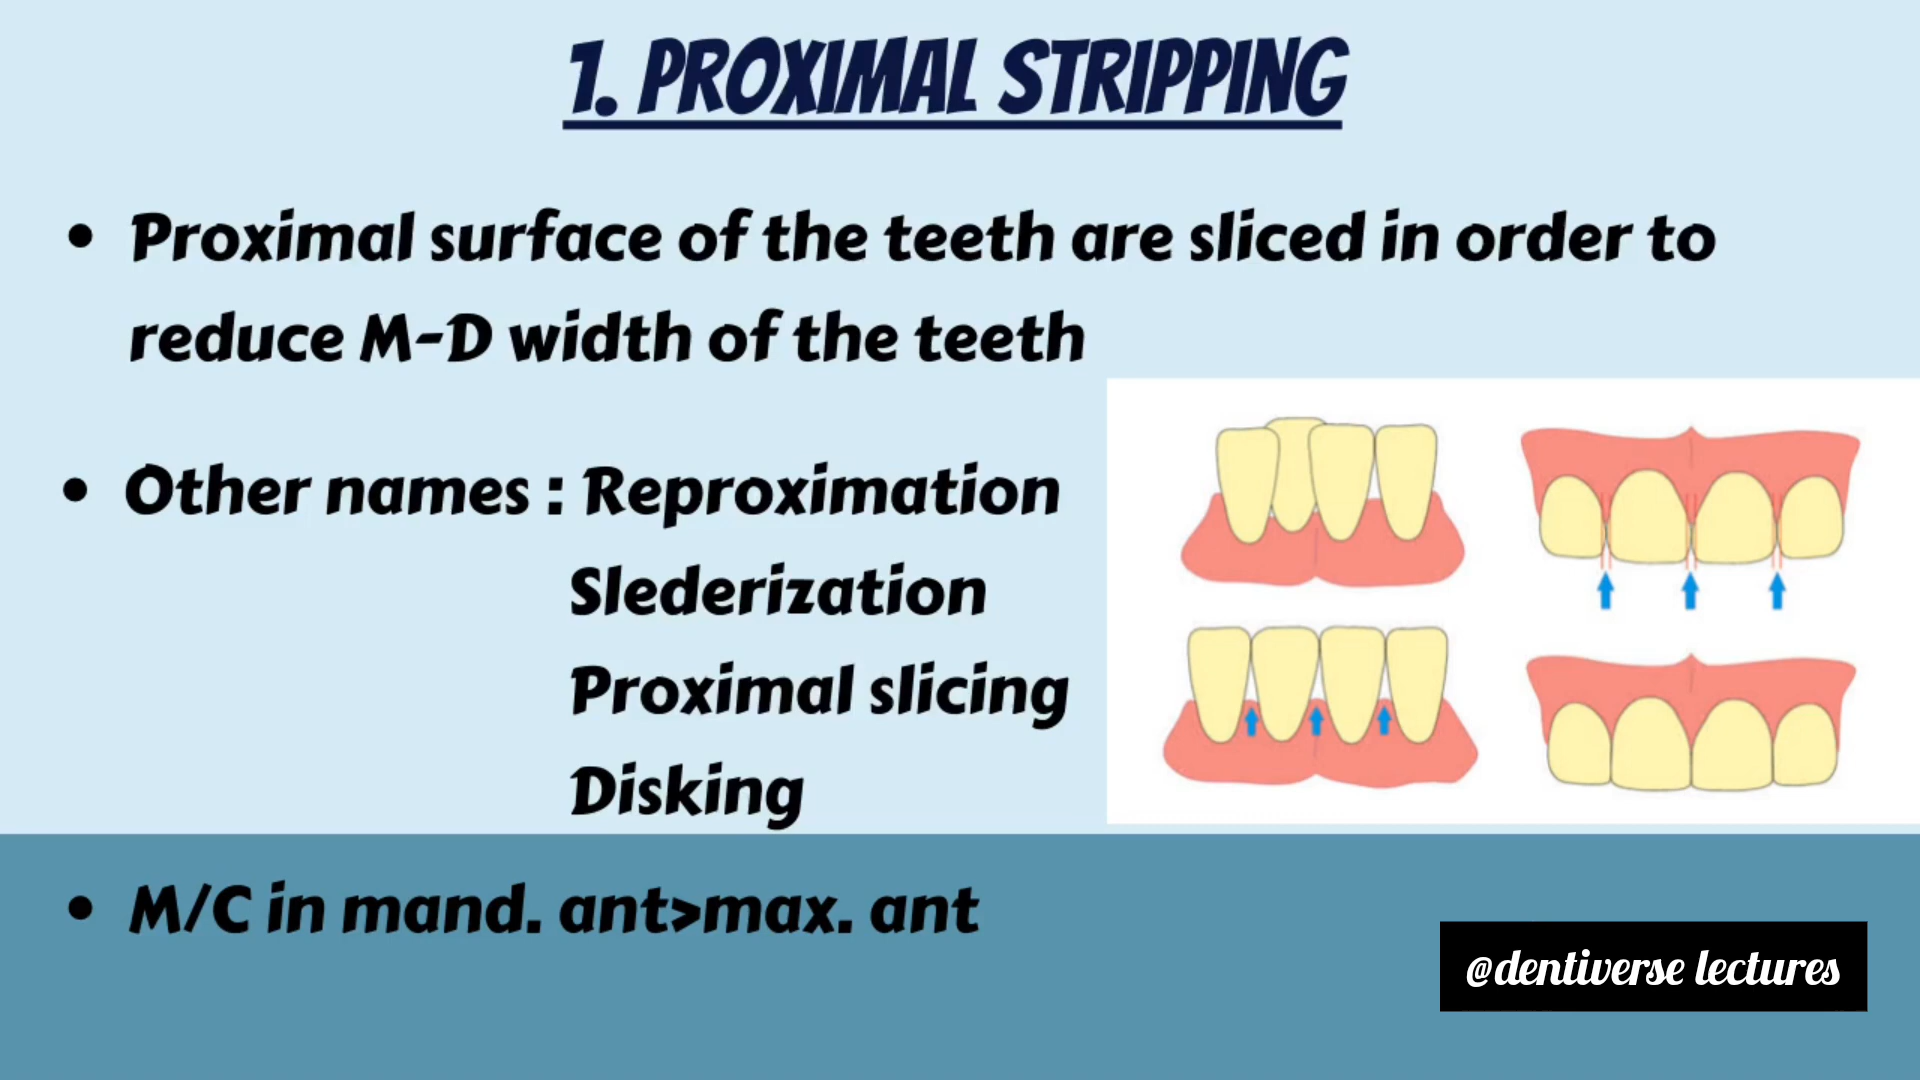 1. PROXIMAL STRIPPING
• Proximal surface of the teeth are sliced in order to
reduce M-D width of the teeth
• Other names : Reproximation
Slederization
Proximal slicing
Disking
• M/C in mand. ant>max. ant
@dentiverse lectures